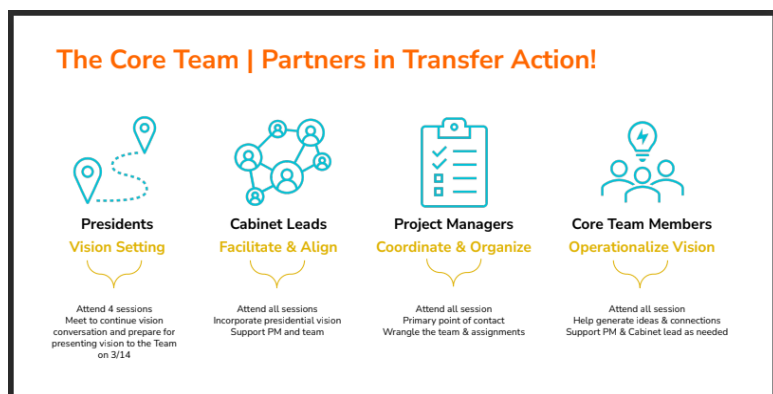 The Core Team | Partners in Transfer Action!
Presidents
Vision Setting
Attend 4 sessions
Meet to continue vision
conversation and prepare for
presenting vision to the Team
on 3/14
Cabinet Leads
Facilitate & Align
Attend all sessions
Incorporate presidential vision
Support PM and team
Project Managers
Coordinate & Organize
Attend all session
Primary point of contact
Wrangle the team & assignments
Core Team Members
Operationalize Vision
Attend all session
Help generate ideas & connections
Support PM & Cabinet lead as needed